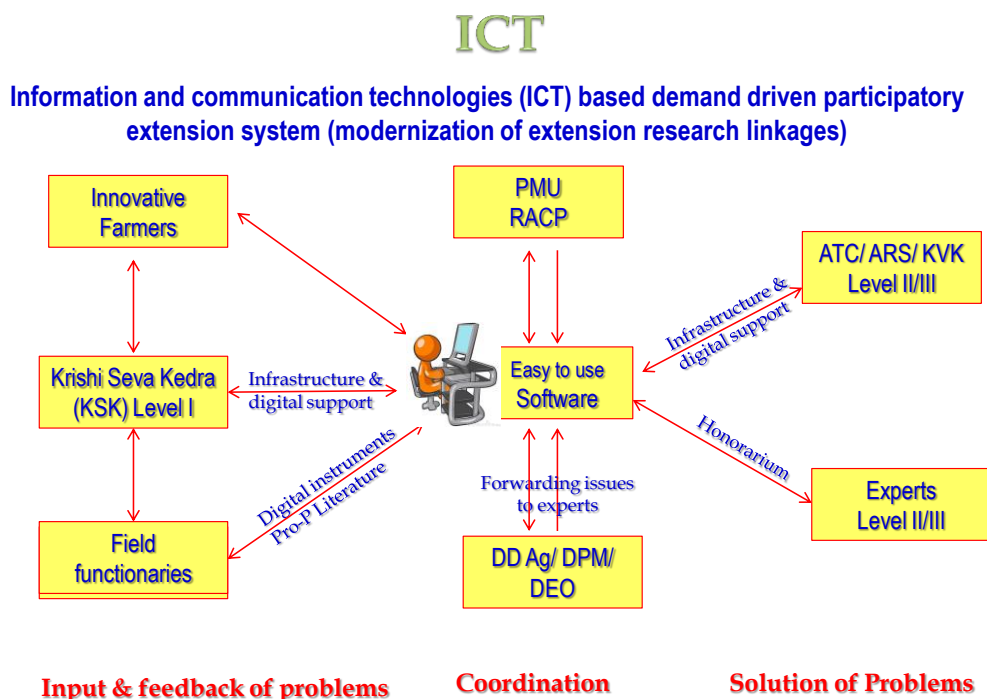 ICT
Information and communication technologies (ICT) based demand driven participatory
extension system (modernization of extension research linkages)
Innovative
Farmers
PMU
RACP
ATC/ ARS/ KVK
Level II/III
Infrastructure &
digital support
Krishi Seva Kedra
(KSK) Level I
Infrastructure &
digital support
Easy to use
Software
Honorarium
Digital instruments
Pro-P Literature
Forwarding issues
to experts
Experts
Level II/III
Field
functionaries
DD Ag/ DPM/
DEO
Input & feedback of problems
Coordination
Solution of Problems